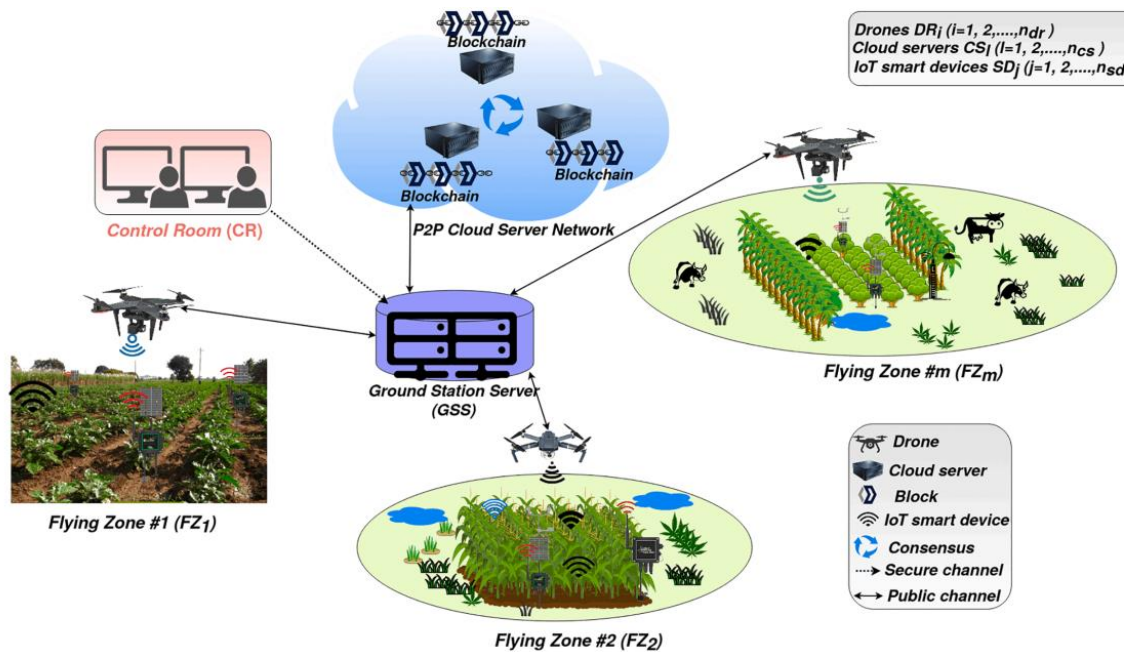 Blockchain
Blockchain
Blockchain
P2P Cloud Server Network
Drones DRi (i=1, 2,....,ndr )
Cloud servers CSl (l=1, 2,....,ncs )
IoT smart devices SDj (j=1, 2,....,nsd
Control Room (CR)
Ground Station Server
(GSS)
Flying Zone #m (FZm)
Flying Zone #1 (FZ1)
Flying Zone #2 (FZ2)
Drone
Cloud server
Block
IoT smart device
Consensus
Secure channel
Public channel